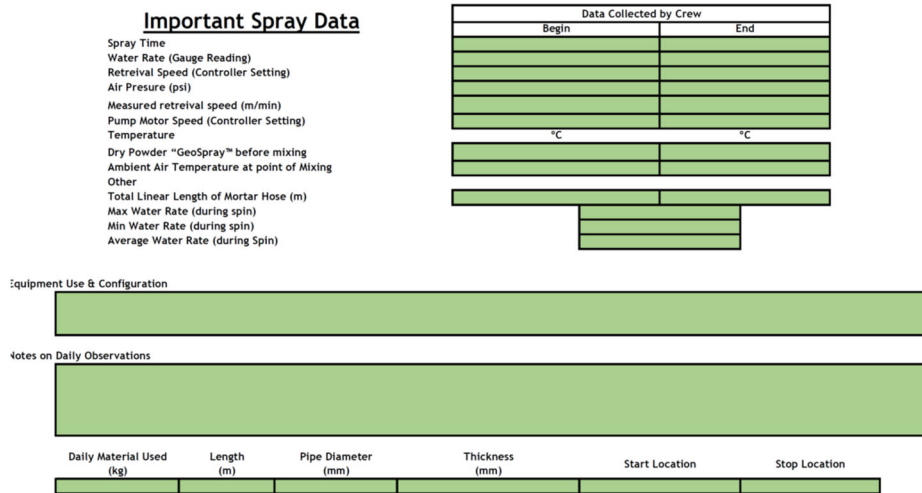 Important Spray Data
Data Collected by Crew
Begin End
Spray Time
Water Rate (Gauge Reading)
Retreival Speed (Controller Setting)
Air Presure (psi)
Measured retreival speed (m/min)
Pump Motor Speed (Controller Setting)
Temperature °C °C
Dry Powder “GeoSpray™ before mixing
Ambient Air Temperature at point of Mixing
Other
Total Linear Length of Mortar Hose (m)
Max Water Rate (during spin)
Min Water Rate (during spin)
Average Water Rate (during Spin)
Equipment Use & Configuration
Notes on Daily Observations
Daily Material Used (kg)
Length (m)
Pipe Diameter (mm)
Thickness (mm)
Start Location
Stop Location